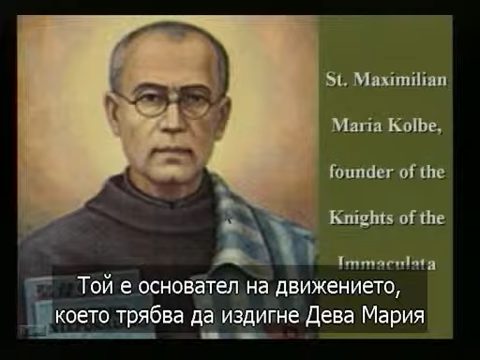 St. Maximilian
Maria Kolbe,
founder of the
Knights of the
Immaculata
Той е основател на движението,
което трябва да издигне Дева Мария